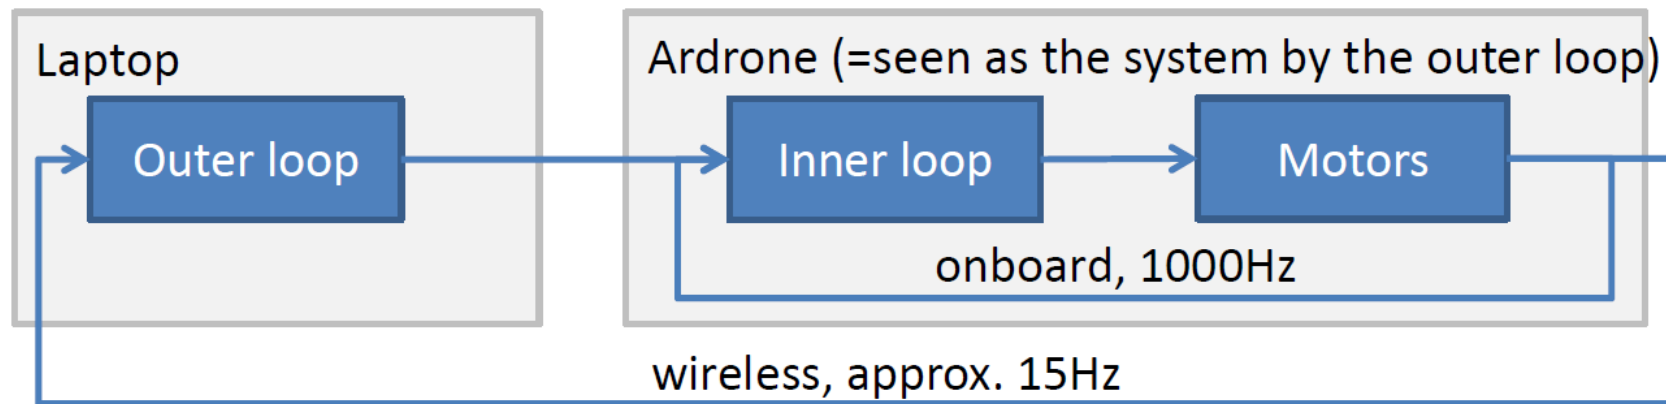 Laptop
Ardrone (=seen as the system by the outer loop)
Outer loop
Inner loop
Motors
onboard, 1000Hz
wireless, approx. 15Hz